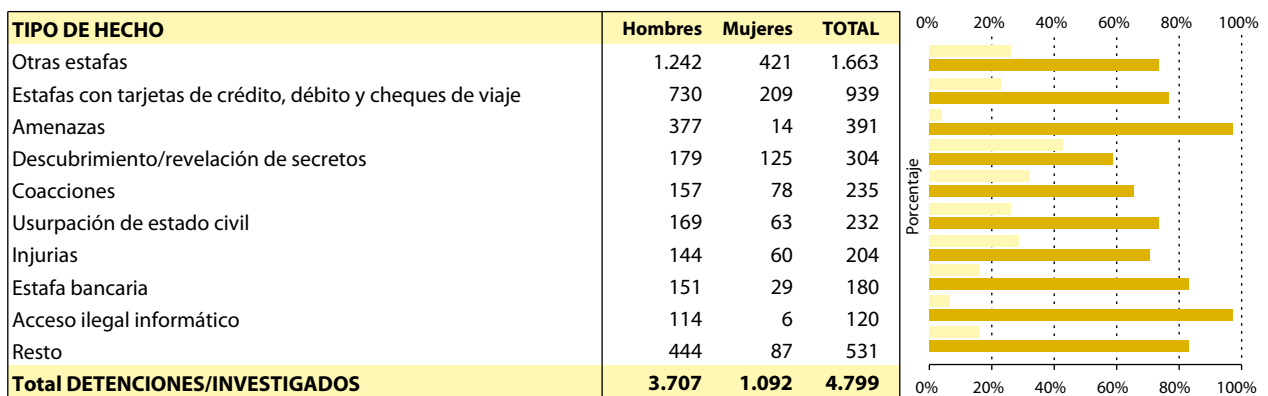 TIPO DE HECHO Hombres Mujeres TOTAL
Otras estafas 1.242 421 1.663
Estafas con tarjetas de crédito, débito y cheques de viaje 730 209 939
Amenazas 377 14 391
Descubrimiento/revelación de secretos 179 125 304
Coacciones 157 78 235
Usurpación de estado civil 169 63 232
Injurias 144 60 204
Estafa bancaria 151 29 180
Acceso ilegal informático 114 6 120
Resto 444 87 531
Total DETENCIONES/INVESTIGADOS 3.707 1.092 4.799
0% 20% 40% 60% 80% 100%
Porcentaje
0% 20% 40% 60% 80% 100%